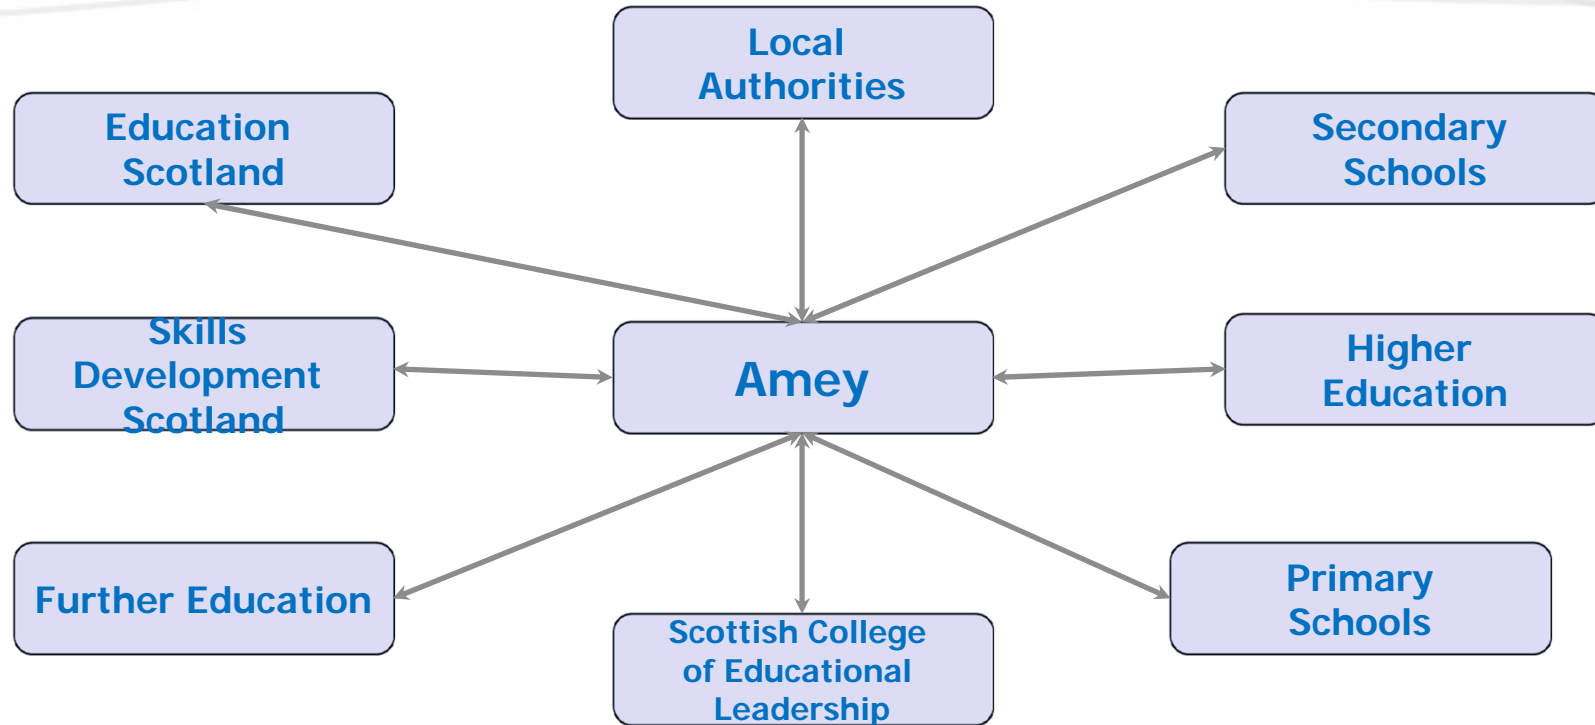 Local
Authorities
Education
Scotland
Secondary
Schools
Skills
Development
Scotland
Amey
Higher
Education
Further Education
Scottish College
of Educational
Leadership
Primary
Schools